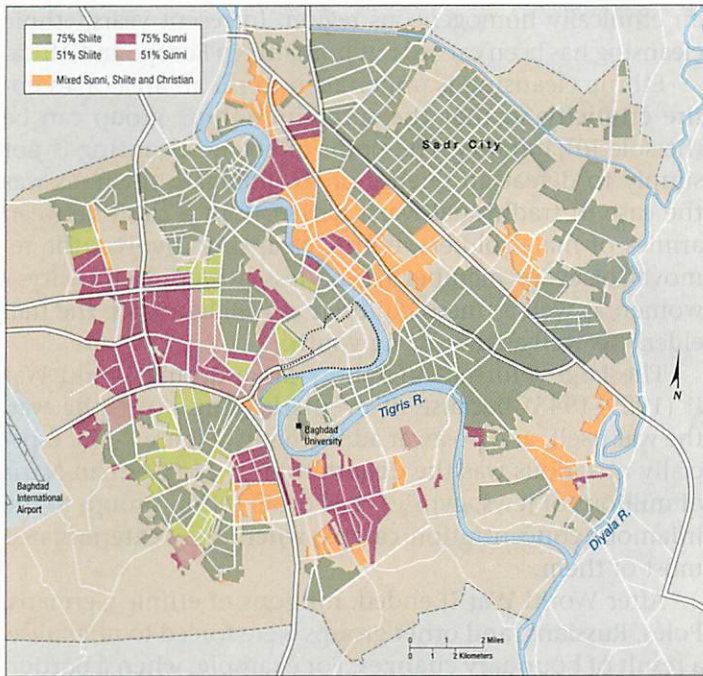 75% Shiite
75% Sunni
51% Shiite
51% Sunni
Mixed Sunni, Shiite and Christian
Sadr City
Tigris R.
Baghdad
University
Baghdad
International
Airport
Diyala R.
N
0 1 2 Miles
0 1 2 Kilometers